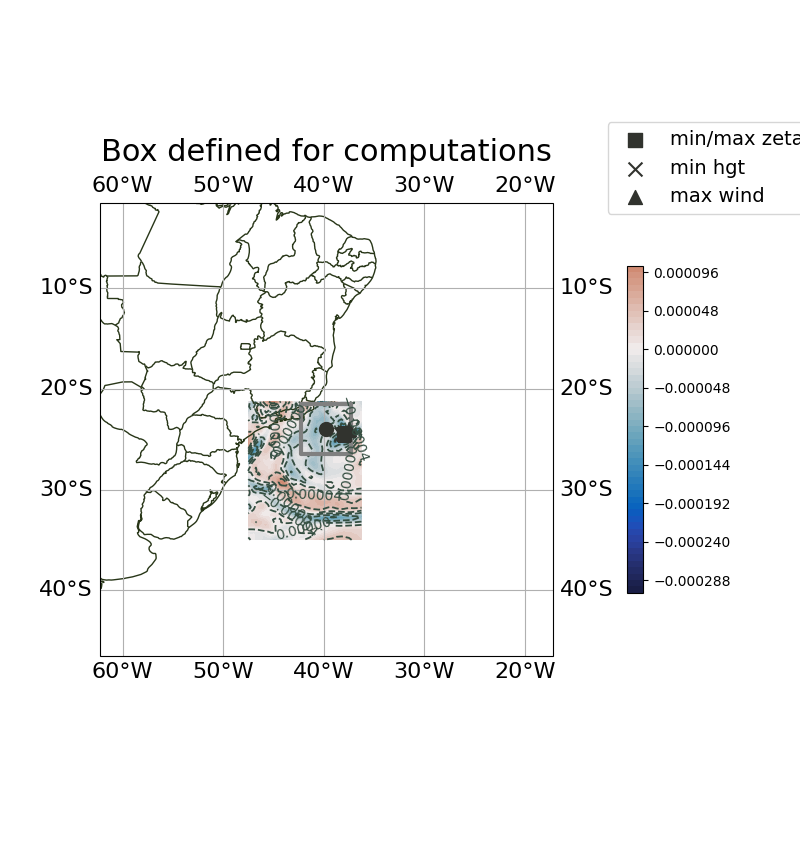 Box defined for computations
min/max zeta
min hgt
max wind
60°W 50°W 40°W 30°W 20°W
10°S 10°S
20°S 20°S
30°S 30°S
40°S 40°S
60°W 50°W 40°W 30°W 20°W
0.000096
0.000048
0.000000
−0.000048
−0.000096
−0.000144
−0.000192
−0.000240
−0.000288